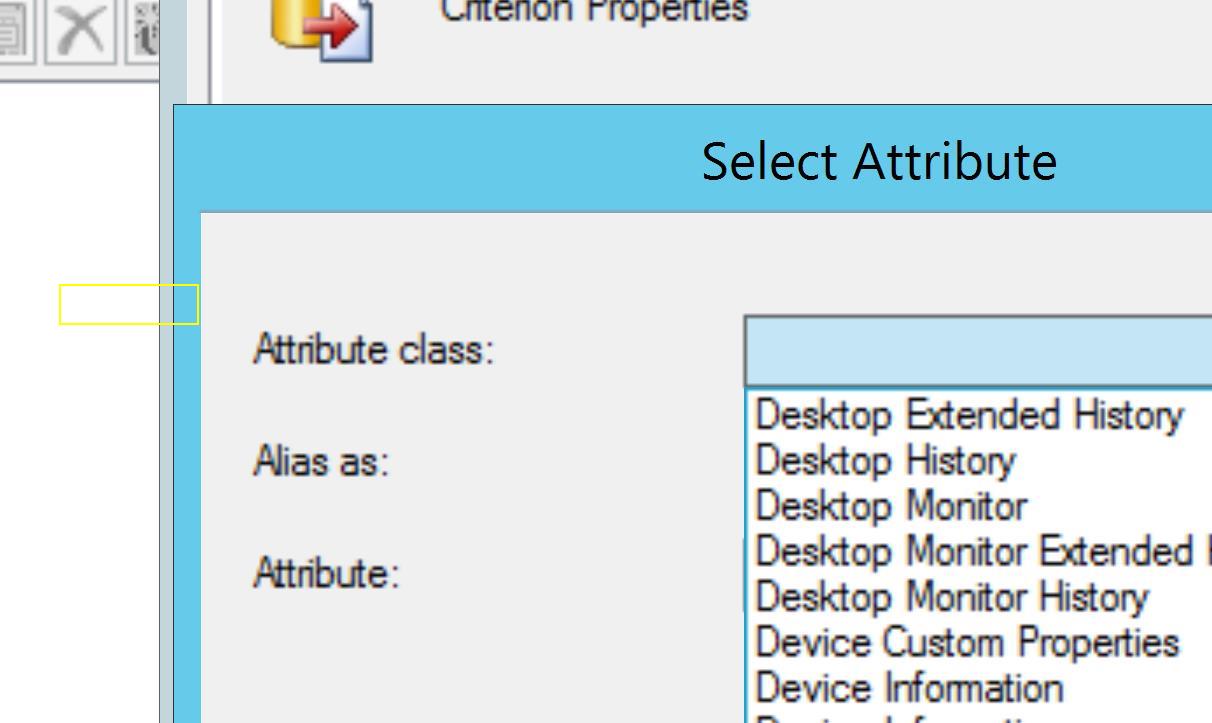 Criterion Properties
Select Attribute
Attribute class:
Desktop Extended History
Alias as:
Desktop History
Desktop Monitor
Desktop Monitor Extended
Attribute:
Desktop Monitor History
Device Custom Properties
Device Information